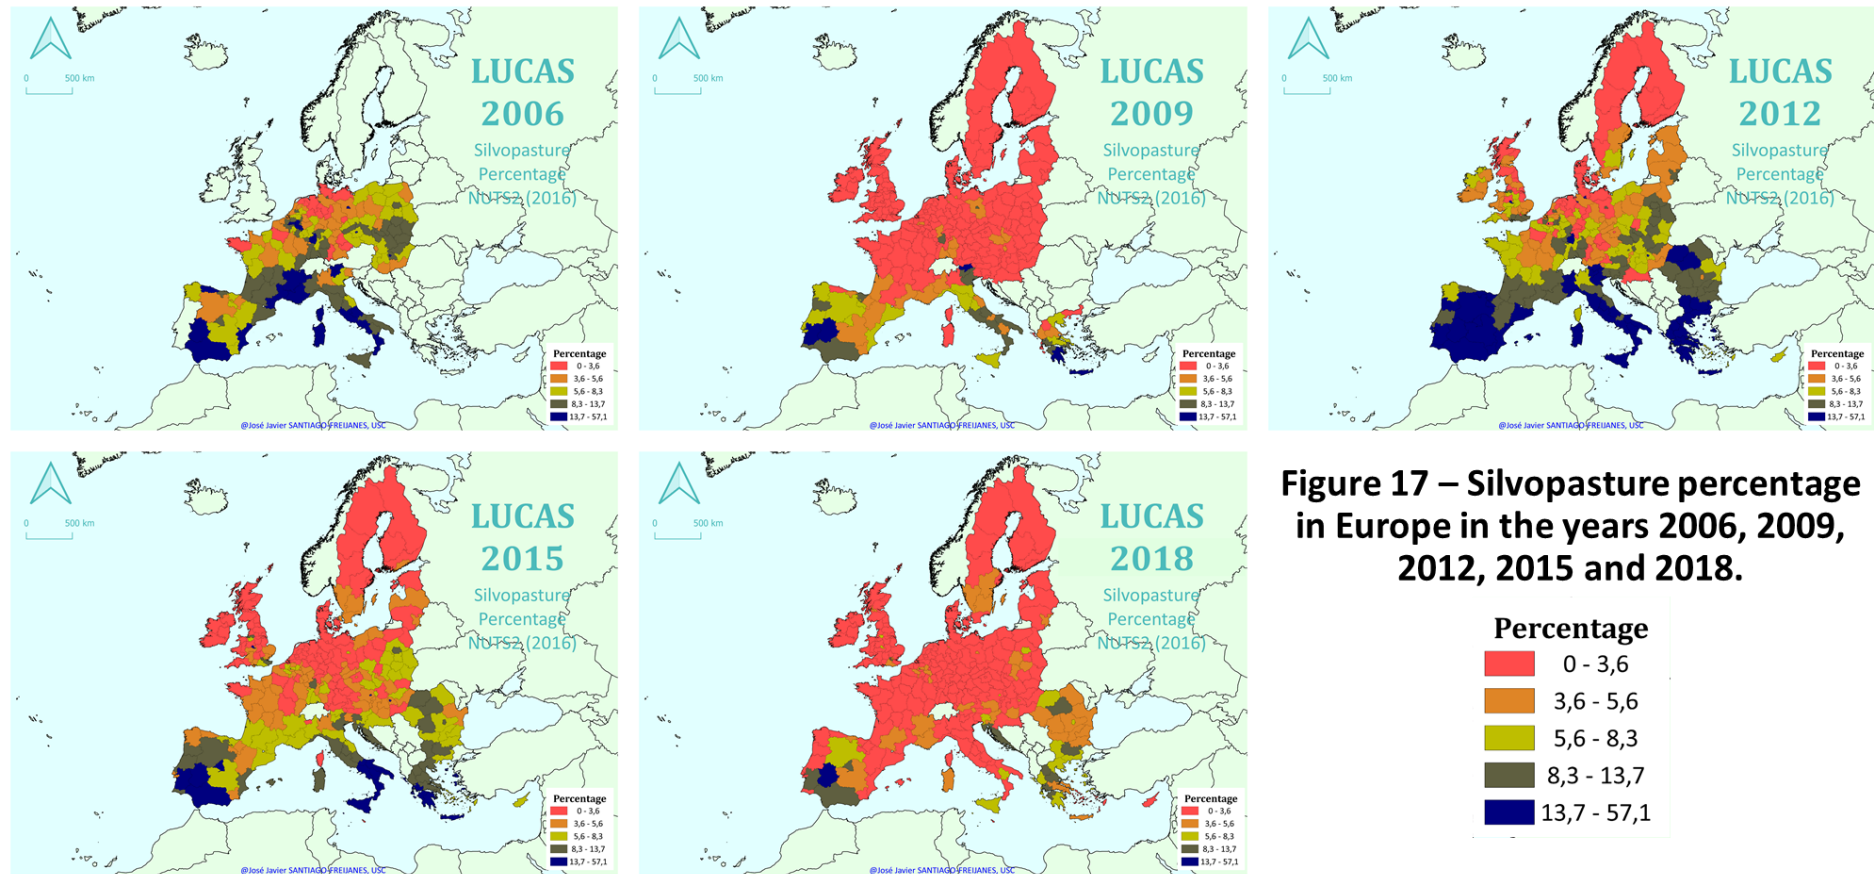 0 500 km
LUCAS
2006
Silvopasture
Percentage
NUTS2 (2016)
Percentage
0 - 3,6
3,6 - 5,6
5,6 - 8,3
8,3 - 13,7
13,7 - 57,1
@José Javier SANTIAGO-FREIJANES, USC
0 500 km
LUCAS
2009
Silvopasture
Percentage
NUTS2 (2016)
Percentage
0 - 3,6
3,6 - 5,6
5,6 - 8,3
8,3 - 13,7
13,7 - 57,1
@José Javier SANTIAGO-FREIJANES, USC
0 500 km
LUCAS
2012
Silvopasture
Percentage
NUTS2 (2016)
Percentage
0 - 3,6
3,6 - 5,6
5,6 - 8,3
8,3 - 13,7
13,7 - 57,1
@José Javier SANTIAGO-FREIJANES, USC
0 500 km
LUCAS
2015
Silvopasture
Percentage
NUTS2 (2016)
Percentage
0 - 3,6
3,6 - 5,6
5,6 - 8,3
8,3 - 13,7
13,7 - 57,1
@José Javier SANTIAGO-FREIJANES, USC
0 500 km
LUCAS
2018
Silvopasture
Percentage
NUTS2 (2016)
Percentage
0 - 3,6
3,6 - 5,6
5,6 - 8,3
8,3 - 13,7
13,7 - 57,1
@José Javier SANTIAGO-FREIJANES, USC
Figure 17 – Silvopasture percentage
in Europe in the years 2006, 2009,
2012, 2015 and 2018.
Percentage
0 - 3,6
3,6 - 5,6
5,6 - 8,3
8,3 - 13,7
13,7 - 57,1